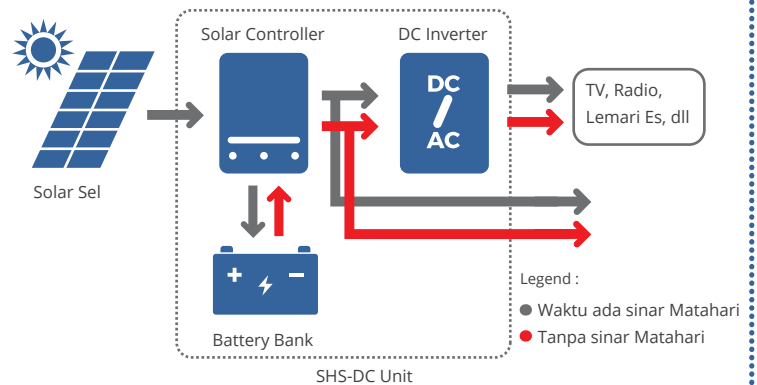 Solar Controller
DC Inverter
DC
AC
TV, Radio,
Lemari Es, dll
Solar Sel
Battery Bank
Legend :
Waktu ada sinar Matahari
Tanpa sinar Matahari
SHS-DC Unit